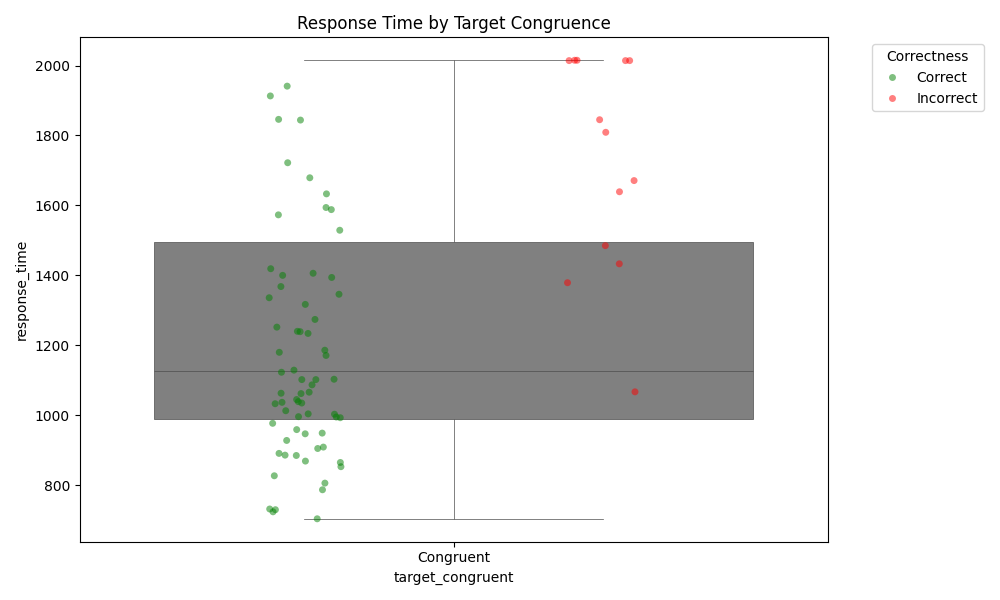 Response Time by Target Congruence
Correctness
Correct
Incorrect
response_time
2000
1800
1600
1400
1200
1000
800
Congruent
target_congruent